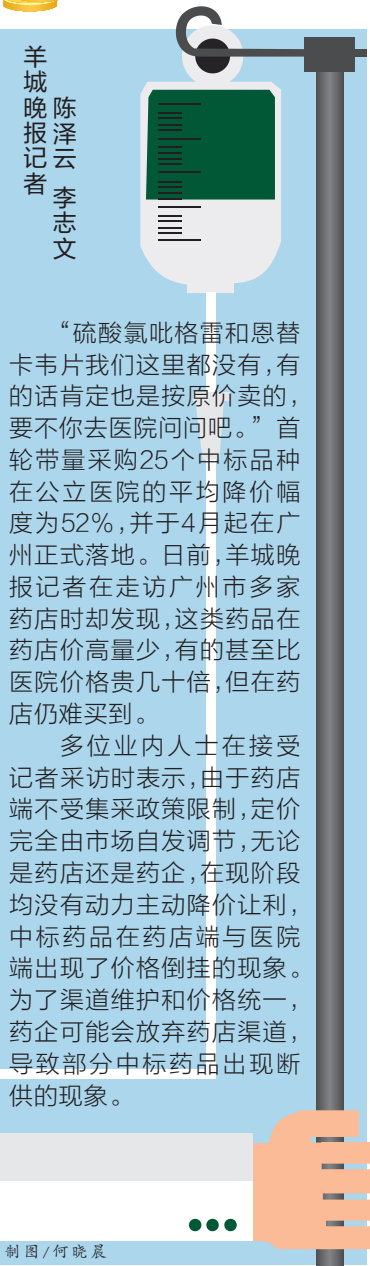 羊城晚报记者
陈泽云 李志文
“硫酸氯吡格雷和恩替
卡韦片我们这里都没有,有
的话肯定也是按原价卖的,
要不你去医院问问吧。”首
轮带量采购25个中标品种
在公立医院的平均降价幅
度为52%,并于4月起在广
州正式落地。日前,羊城晚
报记者在走访广州市多家
药店时却发现,这类药品在
药店价高量少,有的甚至比
医院价格贵几十倍,但在药
店仍难买到。
多位业内人士在接受
记者采访时表示,由于药店
端不受集采政策限制,定价
完全由市场自发调节,无论
是药店还是药企,在现阶段
均没有动力主动降价让利,
中标药品在药店端与医院
端出现了价格倒挂的现象。
为了渠道维护和价格统一,
药企可能会放弃药店渠道,
导致部分中标药品出现断
供的现象。
制图/何晓晨